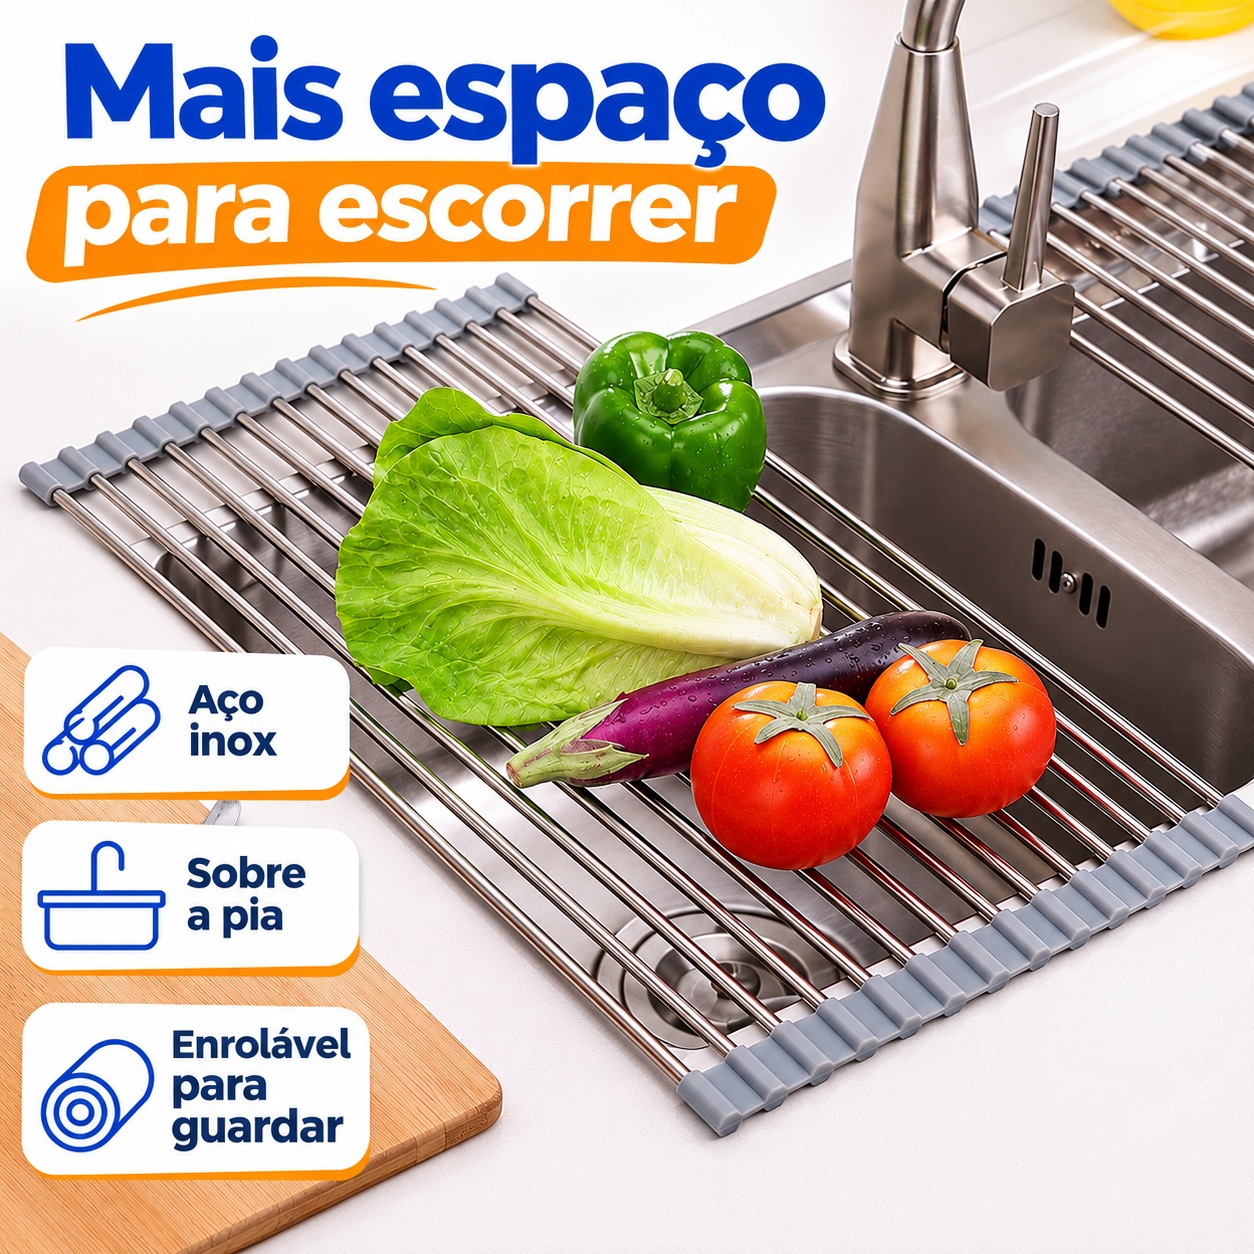 Mais espaço
para escorrer
Aço
inox
Sobre
a pia
Enrolável
para
guardar